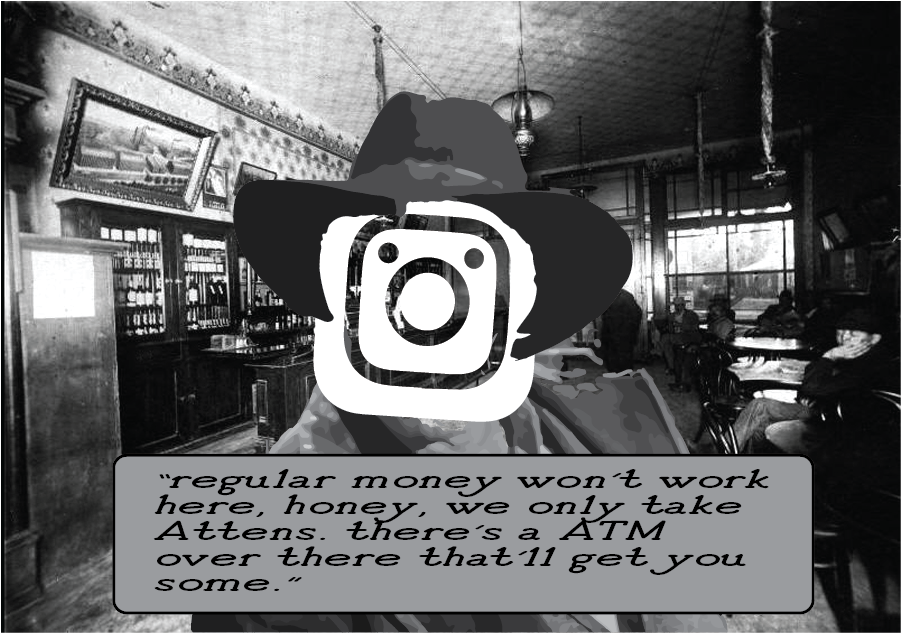 “regular money won't work
here, honey, we only take
Attens. there's a ATM
over there that'll get you
some.”